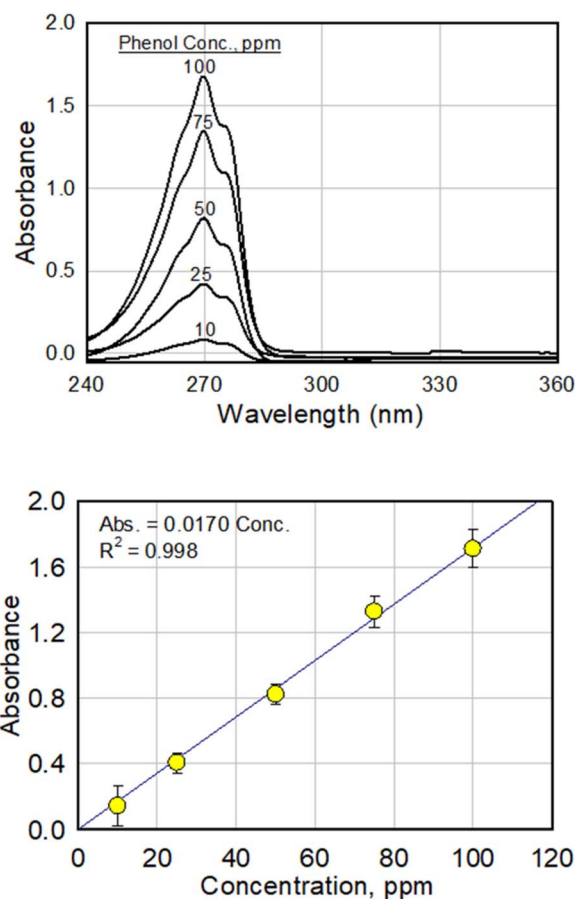 2.0
Phenol Conc., ppm
100
1.5
75
1.0
50
0.5
25
10
0.0
240 270 300 330 360
Wavelength (nm)
Absorbance
2.0
Abs. = 0.0170 Conc.
R² = 0.998
1.6
1.2
0.8
0.4
0.0
0 20 40 60 80 100 120
Concentration, ppm
Absorbance